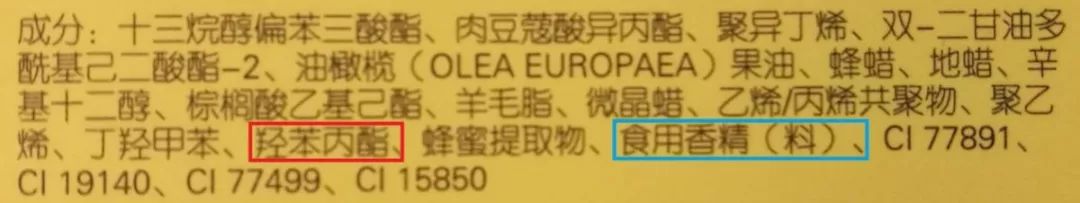 成分：十三烷醇偏苯三酸酯、肉豆蔻酸异丙酯、聚异丁烯、双-二甘油多
酰基己二酸酯-2、油橄榄（OLEA EUROPAEA）果油、蜂蜡、地蜡、辛
基十二醇、棕榈酸乙基己酯、羊毛脂、微晶蜡、乙烯/丙烯共聚物、聚乙
烯、丁羟甲苯、羟苯丙酯、蜂蜜提取物、食用香精（料）、CI 77891、
CI 19140、CI 77499、CI 15850